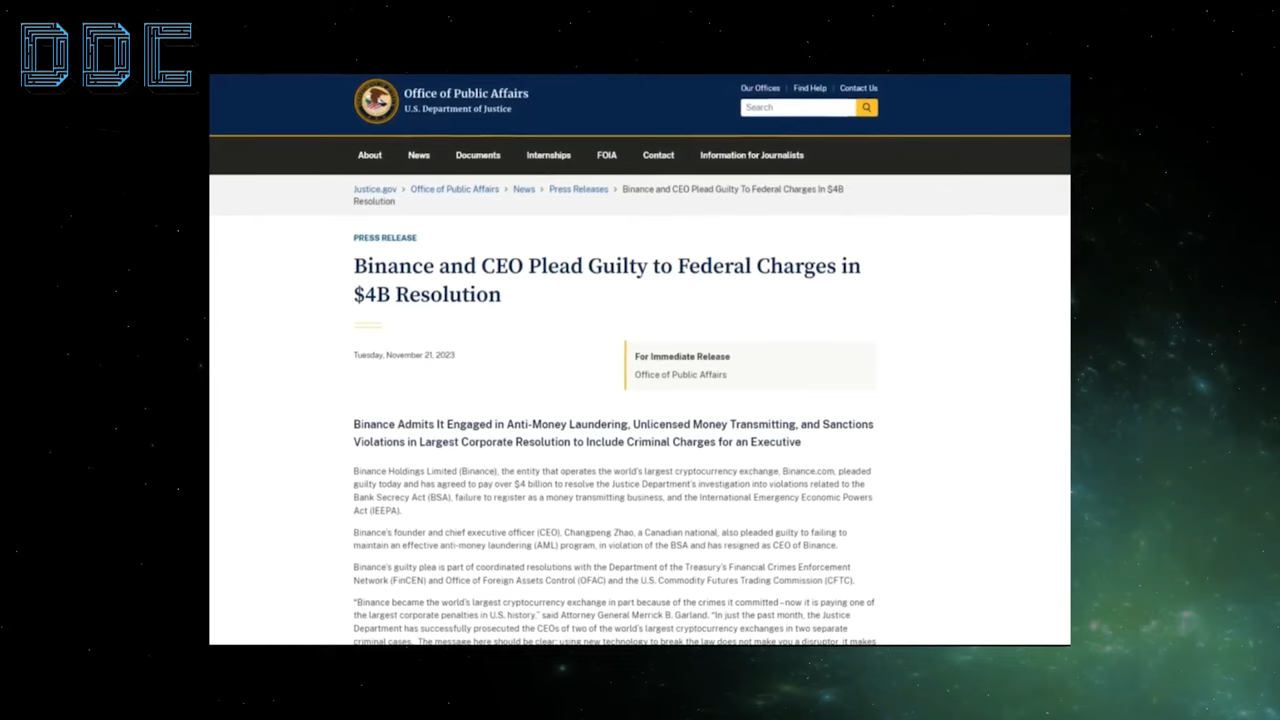 DDC
Office of Public Affairs
U.S. Department of Justice
Our Offices | Find Help | Contact Us
Search
About News Documents Internships FOIA Contact Information for Journalists
Justice.gov > Office of Public Affairs > News > Press Releases > Binance and CEO Plead Guilty To Federal Charges In $4B
Resolution
PRESS RELEASE
Binance and CEO Plead Guilty to Federal Charges in
$4B Resolution
Tuesday, November 21, 2023
For Immediate Release
Office of Public Affairs
Binance Admits It Engaged in Anti-Money Laundering, Unlicensed Money Transmitting, and Sanctions
Violations in Largest Corporate Resolution to Include Criminal Charges for an Executive
Binance Holdings Limited (Binance), the entity that operates the world's largest cryptocurrency exchange, Binance.com, pleaded
guilty today and has agreed to pay over $4 billion to resolve the Justice Department's investigation into violations related to the
Bank Secrecy Act (BSA), failure to register as a money transmitting business, and the International Emergency Economic Powers
Act (IEEPA).
Binance's founder and chief executive officer (CEO), Changpeng Zhao, a Canadian national, also pleaded guilty to failing to
maintain an effective anti-money laundering (AML) program, in violation of the BSA and has resigned as CEO of Binance.
Binance's guilty plea is part of coordinated resolutions with the Department of the Treasury's Financial Crimes Enforcement
Network (FinCEN) and Office of Foreign Assets Control (OFAC) and the U.S. Commodity Futures Trading Commission (CFTC).
"Binance became the world's largest cryptocurrency exchange in part because of the crimes it committed – now it is paying one of
the largest corporate penalties in U.S. history," said Attorney General Merrick B. Garland. "In just the past month, the Justice
Department has successfully prosecuted the CEOs of two of the world's largest cryptocurrency exchanges in two separate
criminal cases. The message here should be clear: using new technology to break the law does not make you a disruptor, it makes